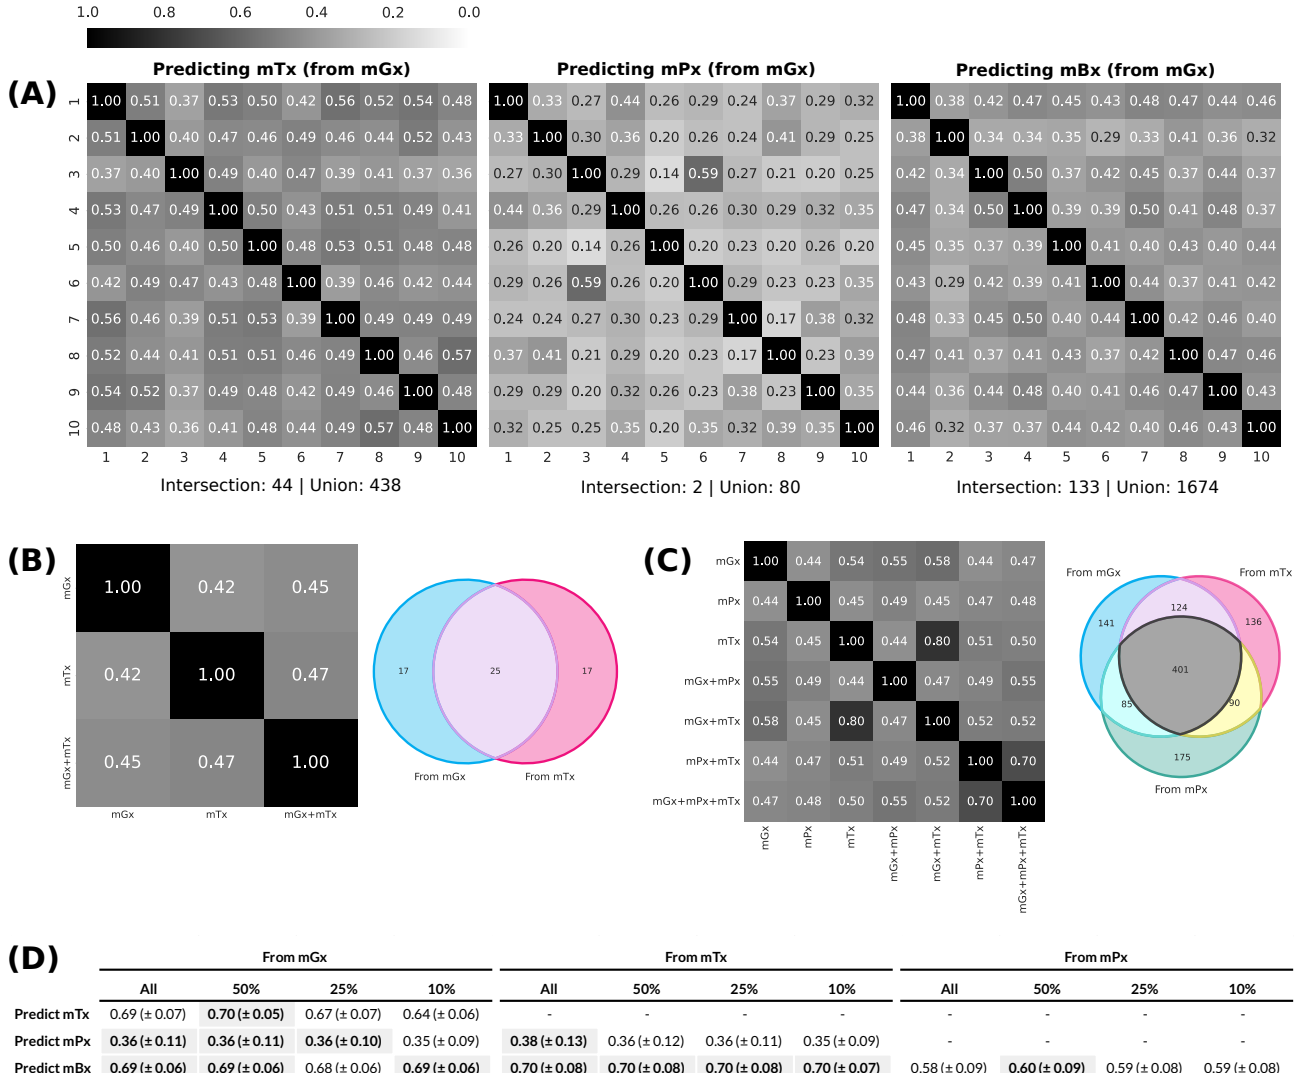 1.0 0.8 0.6 0.4 0.2 0.0
(A)
Predicting mTx (from mGx)
1 1.00 0.51 0.37 0.53 0.50 0.42 0.56 0.52 0.54 0.48
2 0.51 1.00 0.40 0.47 0.46 0.49 0.46 0.44 0.52 0.43
3 0.37 0.40 1.00 0.49 0.40 0.47 0.39 0.41 0.37 0.36
4 0.53 0.47 0.49 1.00 0.50 0.43 0.51 0.51 0.49 0.41
5 0.50 0.46 0.40 0.50 1.00 0.48 0.53 0.51 0.48 0.48
6 0.42 0.49 0.47 0.43 0.48 1.00 0.39 0.46 0.42 0.44
7 0.56 0.46 0.39 0.51 0.53 0.39 1.00 0.49 0.49 0.49
8 0.52 0.44 0.41 0.51 0.51 0.46 0.49 1.00 0.46 0.57
9 0.54 0.52 0.37 0.49 0.48 0.42 0.49 0.46 1.00 0.48
10 0.48 0.43 0.36 0.41 0.48 0.44 0.49 0.57 0.48 1.00
1 2 3 4 5 6 7 8 9 10
Intersection: 44 | Union: 438
Predicting mPx (from mGx)
1.00 0.33 0.27 0.44 0.26 0.29 0.24 0.37 0.29 0.32
0.33 1.00 0.30 0.36 0.20 0.26 0.24 0.41 0.29 0.25
0.27 0.30 1.00 0.29 0.14 0.59 0.27 0.21 0.20 0.25
0.44 0.36 0.29 1.00 0.26 0.26 0.30 0.29 0.32 0.35
0.26 0.20 0.14 0.26 1.00 0.20 0.23 0.20 0.26 0.20
0.29 0.26 0.59 0.26 0.20 1.00 0.29 0.23 0.23 0.35
0.24 0.24 0.27 0.30 0.23 0.29 1.00 0.17 0.38 0.32
0.37 0.41 0.21 0.29 0.20 0.23 0.17 1.00 0.23 0.39
0.29 0.29 0.20 0.32 0.26 0.23 0.38 0.23 1.00 0.35
0.32 0.25 0.25 0.35 0.20 0.35 0.32 0.39 0.35 1.00
1 2 3 4 5 6 7 8 9 10
Intersection: 2 | Union: 80
Predicting mBx (from mGx)
1.00 0.38 0.42 0.47 0.45 0.43 0.48 0.47 0.44 0.46
0.38 1.00 0.34 0.34 0.35 0.29 0.33 0.41 0.36 0.32
0.42 0.34 1.00 0.50 0.37 0.42 0.45 0.37 0.44 0.37
0.47 0.34 0.50 1.00 0.39 0.39 0.50 0.41 0.48 0.37
0.45 0.35 0.37 0.39 1.00 0.41 0.40 0.43 0.40 0.44
0.43 0.29 0.42 0.39 0.41 1.00 0.44 0.37 0.41 0.42
0.48 0.33 0.45 0.50 0.40 0.44 1.00 0.42 0.46 0.40
0.47 0.41 0.37 0.41 0.43 0.37 0.42 1.00 0.47 0.46
0.44 0.36 0.44 0.48 0.40 0.41 0.46 0.47 1.00 0.43
0.46 0.32 0.37 0.37 0.44 0.42 0.40 0.46 0.43 1.00
1 2 3 4 5 6 7 8 9 10
Intersection: 133 | Union: 1674
(B)
mGx 1.00 0.42 0.45
mTx 0.42 1.00 0.47
mGx+mTx 0.45 0.47 1.00
mGx mTx mGx+mTx
17 25 17
From mGx From mTx
(C)
mGx 1.00 0.44 0.54 0.55 0.58 0.44 0.47
mPx 0.44 1.00 0.45 0.49 0.45 0.47 0.48
mTx 0.54 0.45 1.00 0.44 0.80 0.51 0.50
mGx+mPx 0.55 0.49 0.44 1.00 0.47 0.49 0.55
mGx+mTx 0.58 0.45 0.80 0.47 1.00 0.52 0.52
mPx+mTx 0.44 0.47 0.51 0.49 0.52 1.00 0.70
mGx+mPx+mTx 0.47 0.48 0.50 0.55 0.52 0.70 1.00
mGx mPx mTx mGx+mPx mGx+mTx mPx+mTx mGx+mPx+mTx
From mGx From mTx
124
141 136
401
85 90
175
From mPx
(D)
From mGx From mTx From mPx
All 50% 25% 10% All 50% 25% 10% All 50% 25% 10%
Predict mTx 0.69 (± 0.07) 0.70 (± 0.05) 0.67 (± 0.07) 0.64 (± 0.06) - - - - - - - -
Predict mPx 0.36 (± 0.11) 0.36 (± 0.11) 0.36 (± 0.10) 0.35 (± 0.09) 0.38 (± 0.13) 0.36 (± 0.12) 0.36 (± 0.11) 0.35 (± 0.09) - - - -
Predict mBx 0.69 (± 0.06) 0.69 (± 0.06) 0.68 (± 0.06) 0.69 (± 0.06) 0.70 (± 0.08) 0.70 (± 0.08) 0.70 (± 0.08) 0.70 (± 0.07) 0.58 (± 0.09) 0.60 (± 0.09) 0.59 (± 0.08) 0.59 (± 0.08)